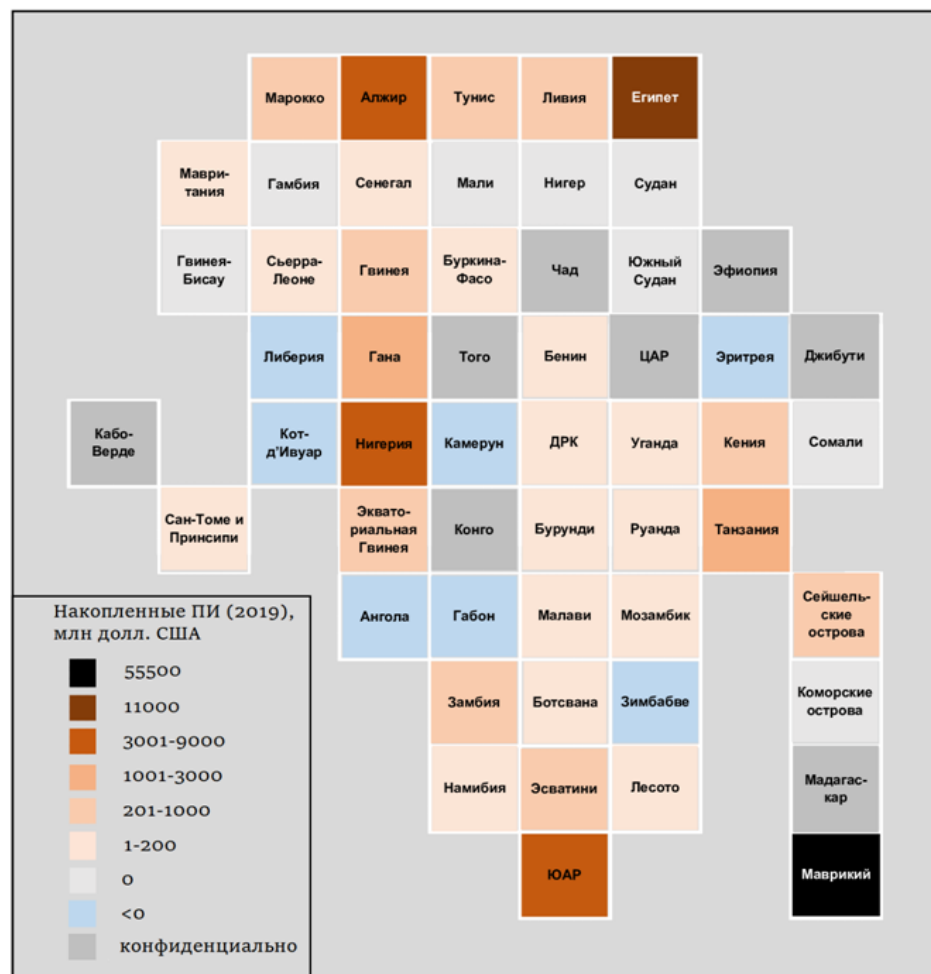 Марокко
Алжир
Тунис
Ливия
Египет
Маври-
тания
Гамбия
Сенегал
Мали
Нигер
Судан
Гвинея-
Бисау
Сьерра-
Леоне
Гвинея
Буркина-
Фасо
Чад
Южный
Судан
Эфиопия
Либерия
Гана
Того
Бенин
ЦАР
Эритрея
Джибути
Кабо-
Верде
Кот-
д'Ивуар
Нигерия
Камерун
ДРК
Уганда
Кения
Сомали
Сан-Томе и
Принсипи
Эквато-
риальная
Гвинея
Конго
Бурунди
Руанда
Танзания
Ангола
Габон
Малави
Мозамбик
Сейшель-
ские
острова
Замбия
Ботсвана
Зимбабве
Коморские
острова
Намибия
Эсватини
Лесото
Мадагас-
кар
ЮАР
Маврикий
Накопленные ПИ (2019),
млн долл. США
55500
11000
3001-9000
1001-3000
201-1000
1-200
0
<0
конфиденциально